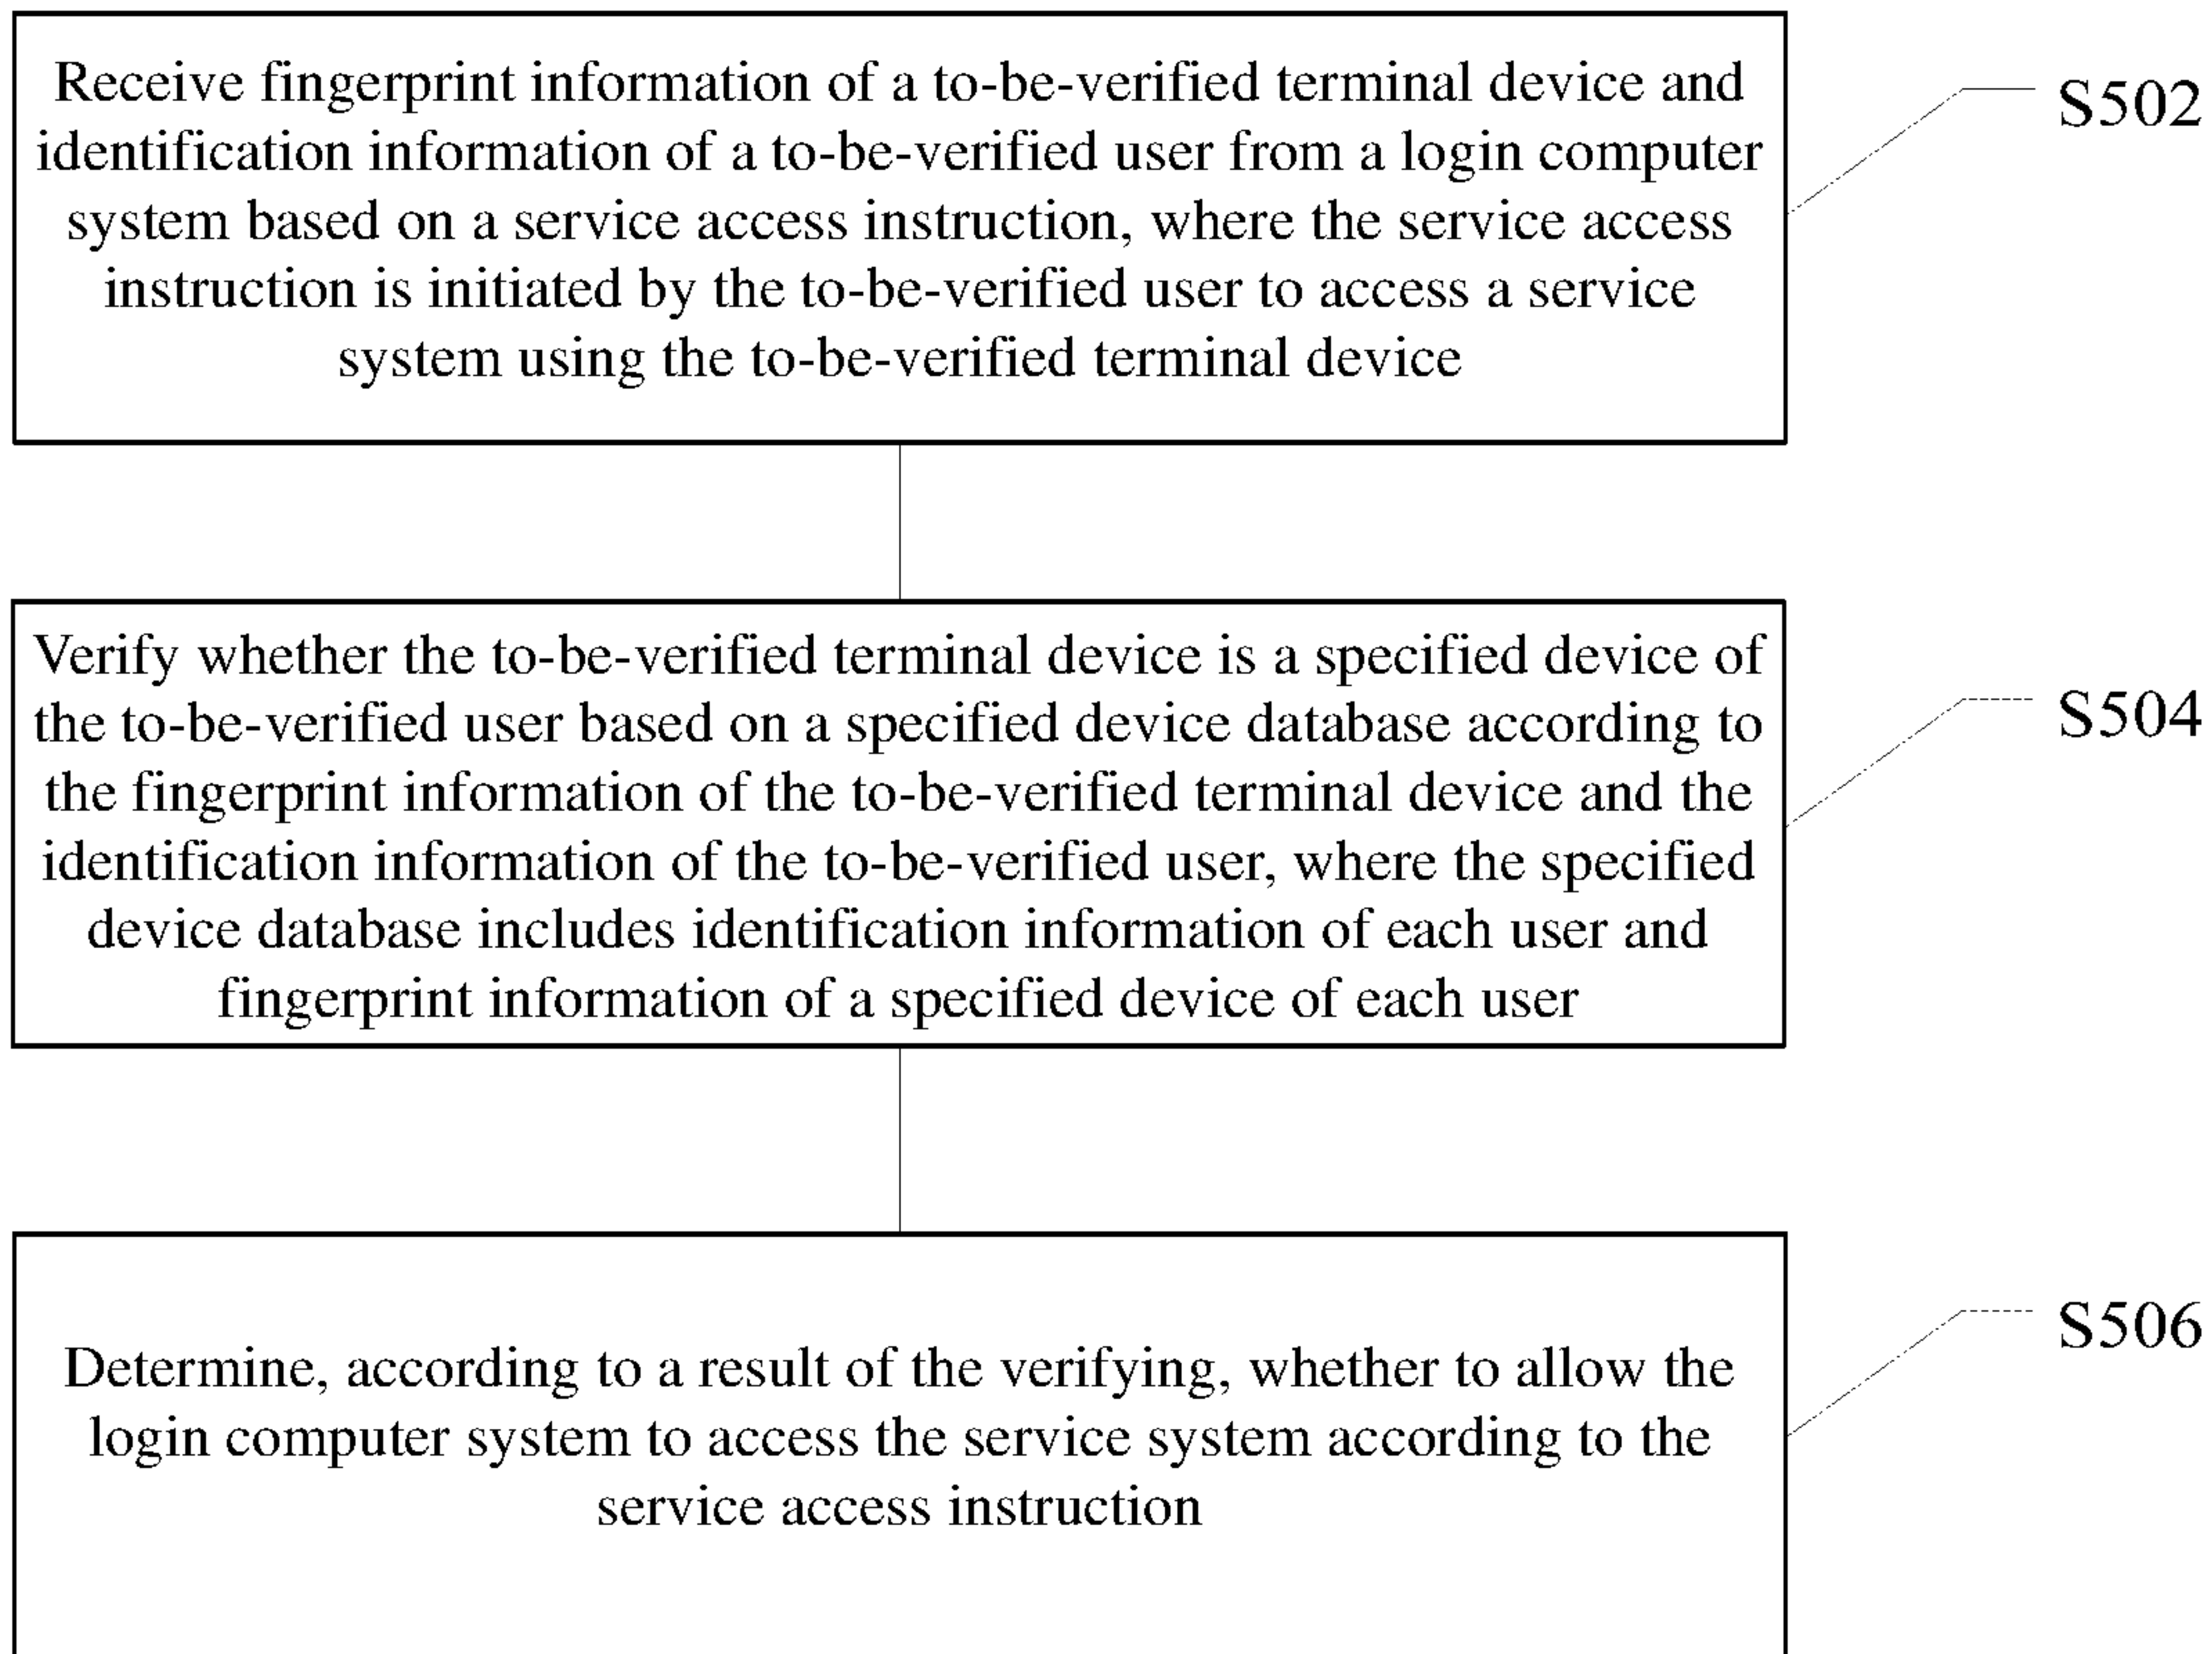 Receive fingerprint information of a to-be-verified terminal device and
identification information of a to-be-verified user from a login computer
system based on a service access instruction, where the service access
instruction is initiated by the to-be-verified user to access a service
system using the to-be-verified terminal device
S502
Verify whether the to-be-verified terminal device is a specified device of
the to-be-verified user based on a specified device database according to
the fingerprint information of the to-be-verified terminal device and the
identification information of the to-be-verified user, where the specified
device database includes identification information of each user and
fingerprint information of a specified device of each user
S504
Determine, according to a result of the verifying, whether to allow the
login computer system to access the service system according to the
service access instruction
S506